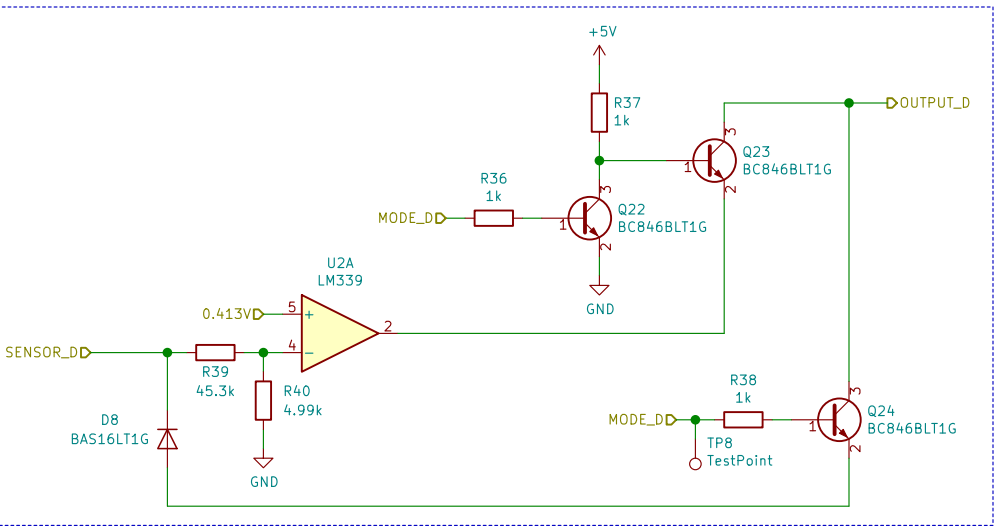 +5V
R37
1k
3
OUTPUT_D
1
Q23
BC846BLT1G
2
R36
1k
MODE_D
3
1
Q22
BC846BLT1G
2
GND
U2A
LM339
0.413V
5
+
2
SENSOR_D
4
-
R39
45.3k
R40
4.99k
GND
D8
BAS16LT1G
R38
1k
MODE_D
TP8
TestPoint
3
1
Q24
BC846BLT1G
2